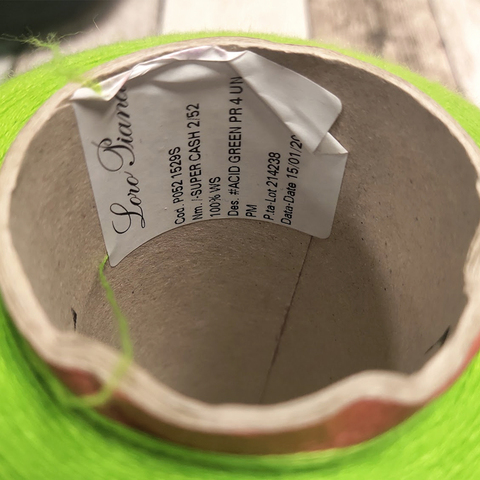 Loro Piana
Cod. P052 1529S
Nm. :-SUPER CASH 2/52
100% WS
Des. #ACID GREEN PR 4 UN
PM
P.ta-Lot 214238
Data-Date 15/01/20